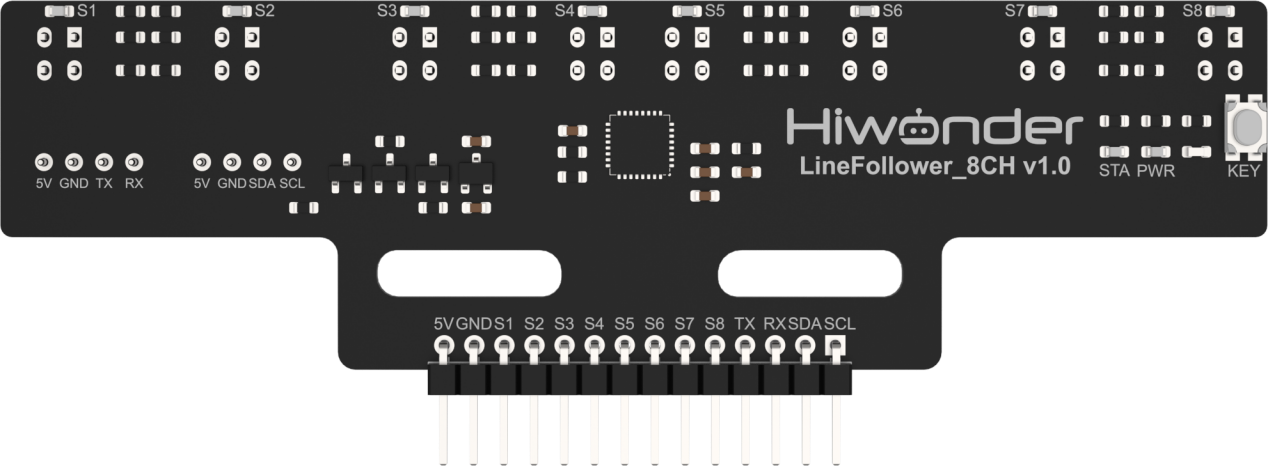 S1 S2 S3 S4 S5 S6 S7 S8
Hiwonder
LineFollower_8CH v1.0
5V GND TX RX
5V GND SDA SCL
STA PWR
KEY
5V GND S1 S2 S3 S4 S5 S6 S7 S8 TX RX SDA SCL